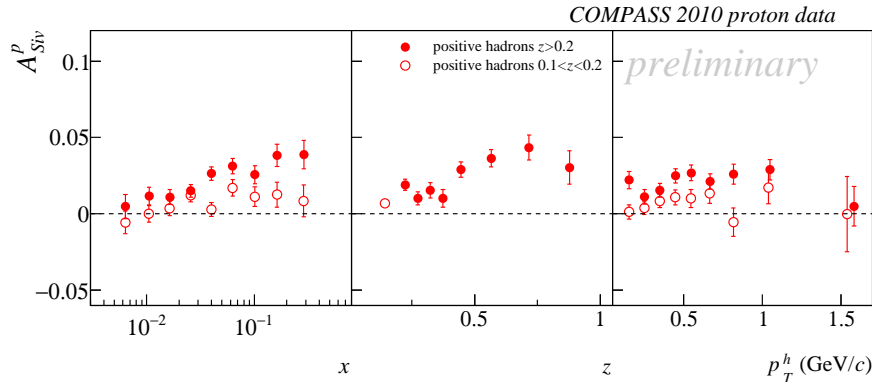 COMPASS 2010 proton data
A^p_Siv
positive hadrons z>0.2
positive hadrons 0.1<z<0.2
preliminary
0.1
0.05
0
−0.05
10^−2 10^−1 0.5 1 0.5 1 1.5
x z p_T^h (GeV/c)